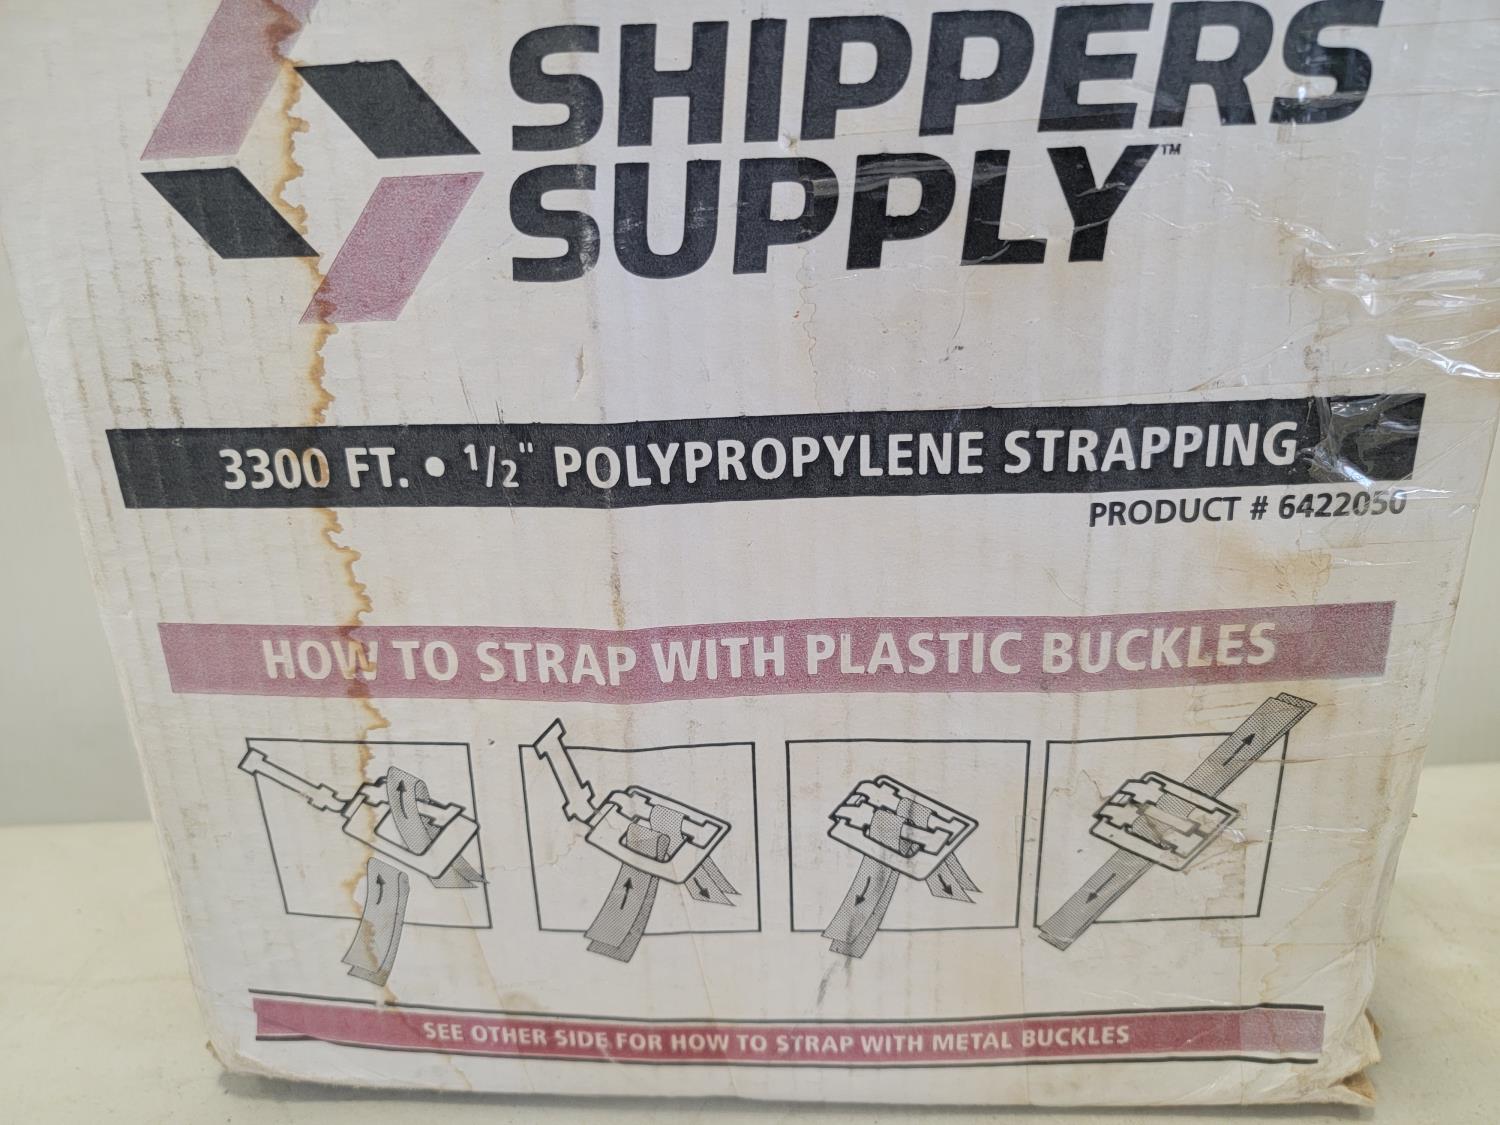 SHIPPERS
SUPPLY™
3300 FT. • 1/2" POLYPROPYLENE STRAPPING
PRODUCT # 6422050
HOW TO STRAP WITH PLASTIC BUCKLES
SEE OTHER SIDE FOR HOW TO STRAP WITH METAL BUCKLES